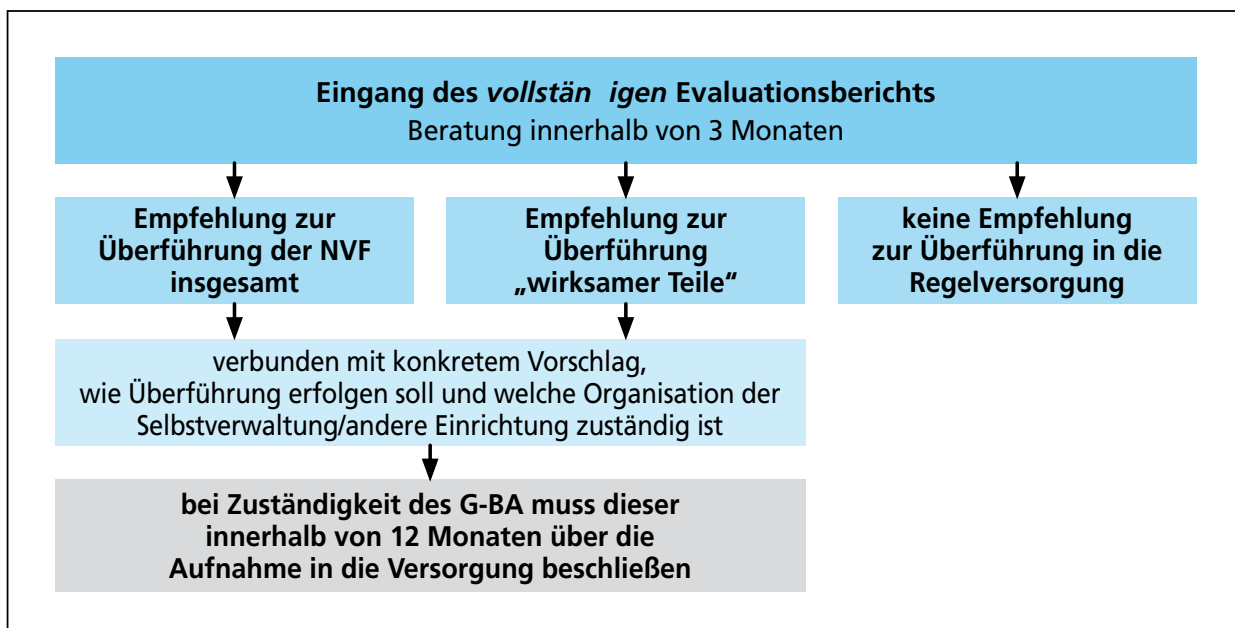 Eingang des vollstän igen Evaluationsberichts
Beratung innerhalb von 3 Monaten
Empfehlung zur
Überführung der NVF
insgesamt
Empfehlung zur
Überführung
„wirksamer Teile“
keine Empfehlung
zur Überführung in die
Regelversorgung
verbunden mit konkretem Vorschlag,
wie Überführung erfolgen soll und welche Organisation der
Selbstverwaltung/andere Einrichtung zuständig ist
bei Zuständigkeit des G-BA muss dieser
innerhalb von 12 Monaten über die
Aufnahme in die Versorgung beschließen